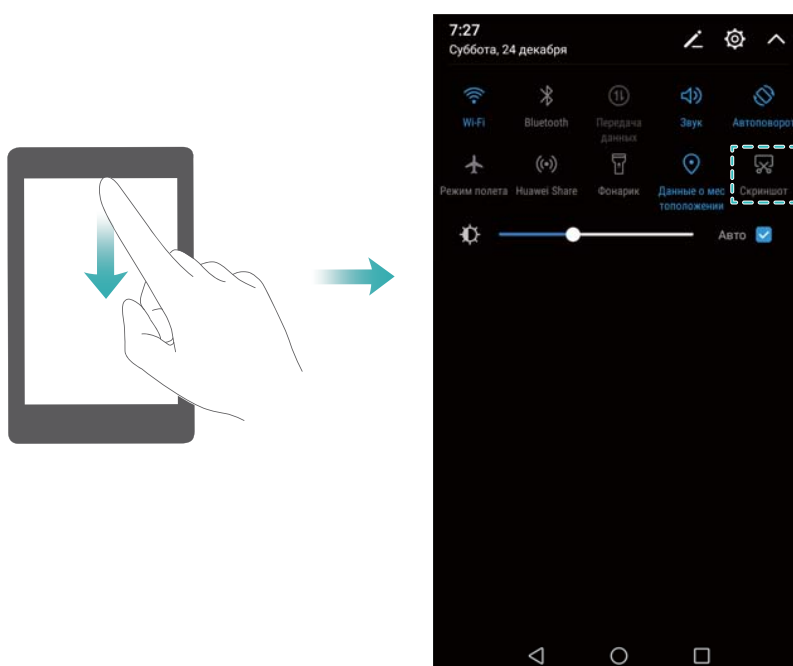 7:27
Суббота, 24 декабря
Wi-Fi
Bluetooth
Передача
данных
Звук
Автоповорот
Режим полета
Huawei Share
Фонарик
Данные о мес
тоположении
Скриншот
Авто